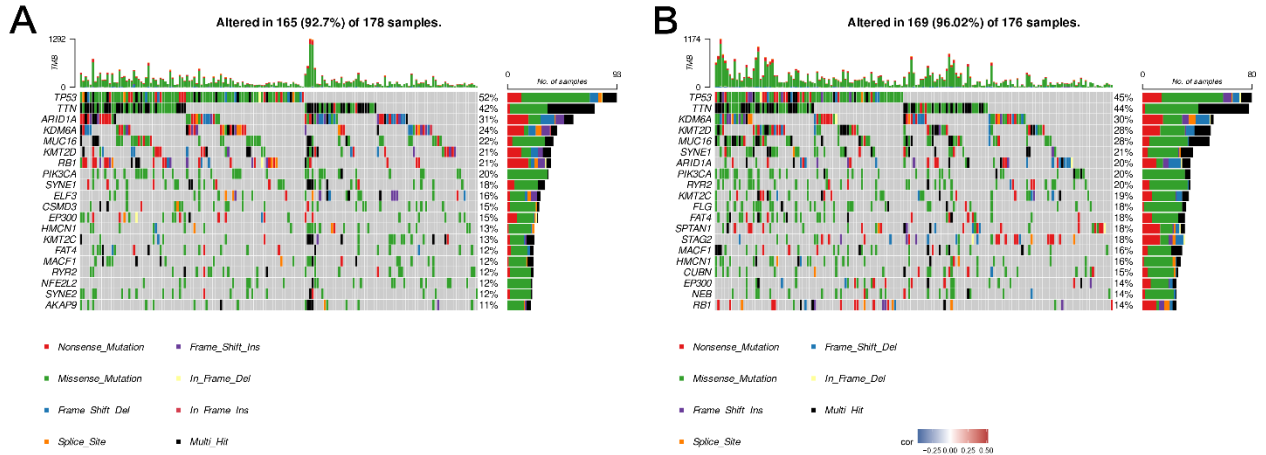 A
Altered in 165 (92.7%) of 178 samples.
1292
TMB
0
0
No. of samples
93
TP53 52%
TTN 42%
ARID1A 31%
KDM6A 24%
MUC16 22%
KMT2D 21%
RB1 21%
PIK3CA 20%
SYNE1 18%
ELF3 16%
CSMD3 15%
EP300 15%
HMCN1 13%
KMT2C 13%
FAT4 12%
MACF1 12%
RYR2 12%
NFE2L2 12%
SYNE2 12%
AKAP9 11%
Nonsense_Mutation Frame_Shift_Ins
Missense_Mutation In_Frame_Del
Frame_Shift_Del In_Frame_Ins
Splice_Site Multi_Hit
B
Altered in 169 (96.02%) of 176 samples.
1174
TMB
0
0
No. of samples
80
TP53 45%
TTN 44%
KDM6A 30%
KMT2D 28%
MUC16 28%
SYNE1 21%
ARID1A 20%
PIK3CA 20%
RYR2 20%
KMT2C 19%
FLG 18%
FAT4 18%
SPTAN1 18%
STAG2 18%
MACF1 16%
HMCN1 16%
CUBN 15%
EP300 14%
NEB 14%
RB1 14%
Nonsense_Mutation Frame_Shift_Del
Missense_Mutation In_Frame_Del
Frame_Shift_Ins Multi_Hit
Splice_Site
cor
-0.25 0.00 0.25 0.50